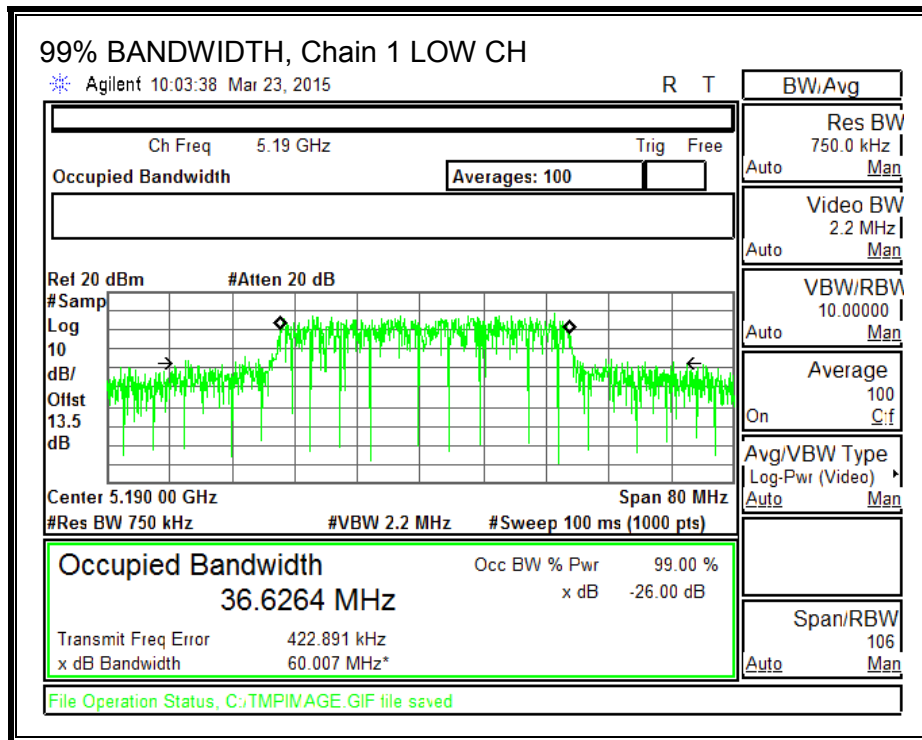 99% BANDWIDTH, Chain 1 LOW CH
Agilent 10:03:38 Mar 23, 2015 R T
BW/Avg
Ch Freq 5.19 GHz Trig Free
Occupied Bandwidth Averages: 100
Ref 20 dBm #Atten 20 dB
#Samp
Log
10
dB/
Offst
13.5
dB
Center 5.190 00 GHz Span 80 MHz
#Res BW 750 kHz #VBW 2.2 MHz #Sweep 100 ms (1000 pts)
Occupied Bandwidth Occ BW % Pwr 99.00 %
36.6264 MHz x dB -26.00 dB
Transmit Freq Error 422.891 kHz
x dB Bandwidth 60.007 MHz*
File Operation Status, C:/TMPIMAGE.GIF file saved
Res BW
750.0 kHz
Auto Man
Video BW
2.2 MHz
Auto Man
VBW/RBW
10.00000
Auto Man
Average
100
On Off
Avg/VBW Type
Log-Pwr (Video)
Auto Man
Span/RBW
106
Auto Man